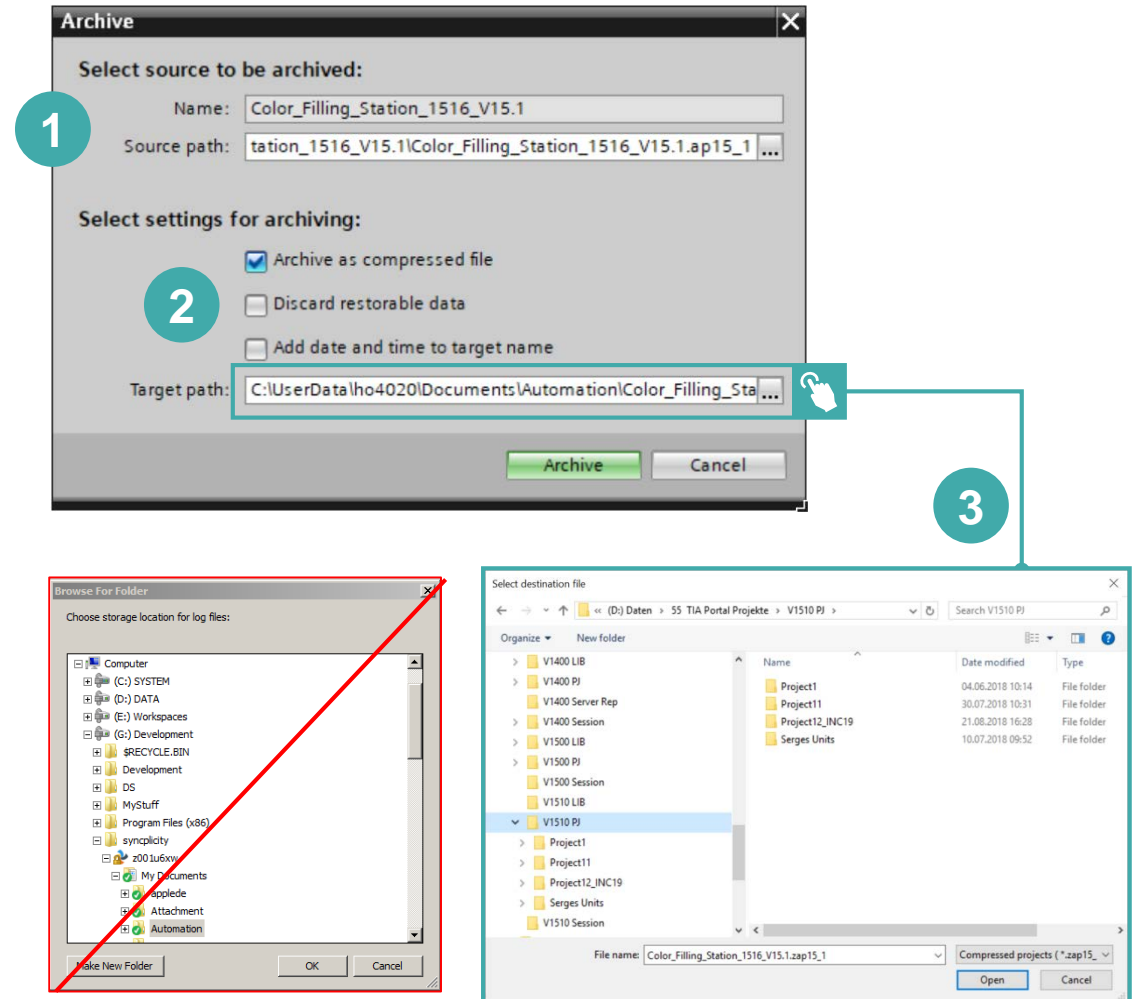 Archive
Select source to be archived:
1
Name: Color_Filling_Station_1516_V15.1
Source path: tation_1516_V15.1\Color_Filling_Station_1516_V15.1.ap15_1 ...
Select settings for archiving:
Archive as compressed file
2
Discard restorable data
Add date and time to target name
Target path: C:\UserData\ho4020\Documents\Automation\Color_Filling_Sta ...
Archive Cancel
3
Browse For Folder
Choose storage location for log files:
Computer
(C:) SYSTEM
(D:) DATA
(E:) Workspaces
(G:) Development
$RECYCLE.BIN
Development
DS
MyStuff
Program Files (x86)
syncplicity
z001u6xw
My Documents
applede
Attachment
Automation
Make New Folder OK Cancel
Select destination file
« (D:) Daten > 55 TIA Portal Projekte > V1510 PJ > Search V1510 PJ
Organize New folder
V1400 LIB
V1400 PJ
V1400 Server Rep
V1400 Session
V1500 LIB
V1500 PJ
V1500 Session
V1510 LIB
V1510 PJ
Project1
Project11
Project12_INC19
Serges Units
V1510 Session
Name Date modified Type
Project1 04.06.2018 10:14 File folder
Project11 30.07.2018 10:31 File folder
Project12_INC19 21.08.2018 16:28 File folder
Serges Units 10.07.2018 09:52 File folder
File name: Color_Filling_Station_1516_V15.1.zap15_1 Compressed projects ( *.zap15_
Open Cancel